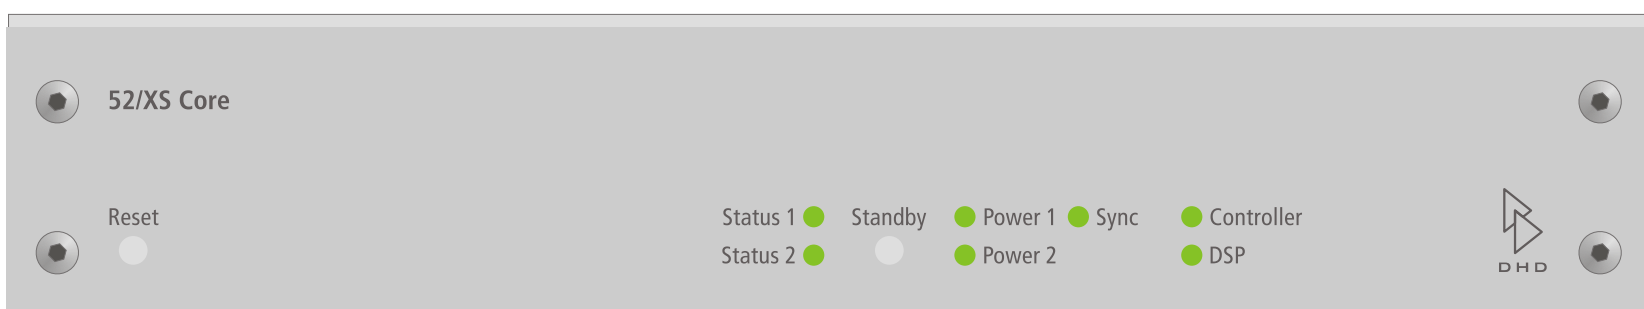 52/XS Core
Reset
Status 1 Standby Power 1 Sync Controller
Status 2 Power 2 DSP
DHD